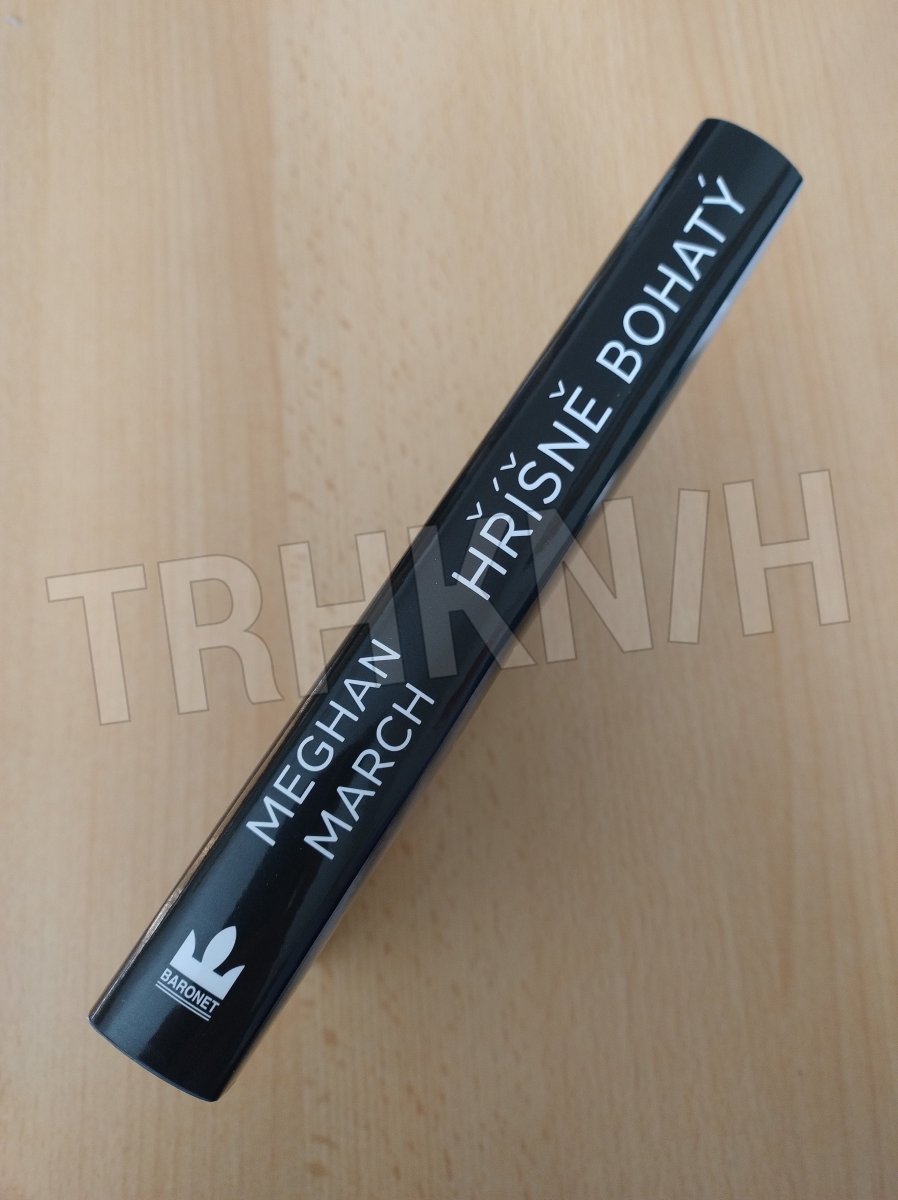 MEGHAN
MARCH
HŘÍŠNĚ BOHATÝ
BARONET
TRHKNIH